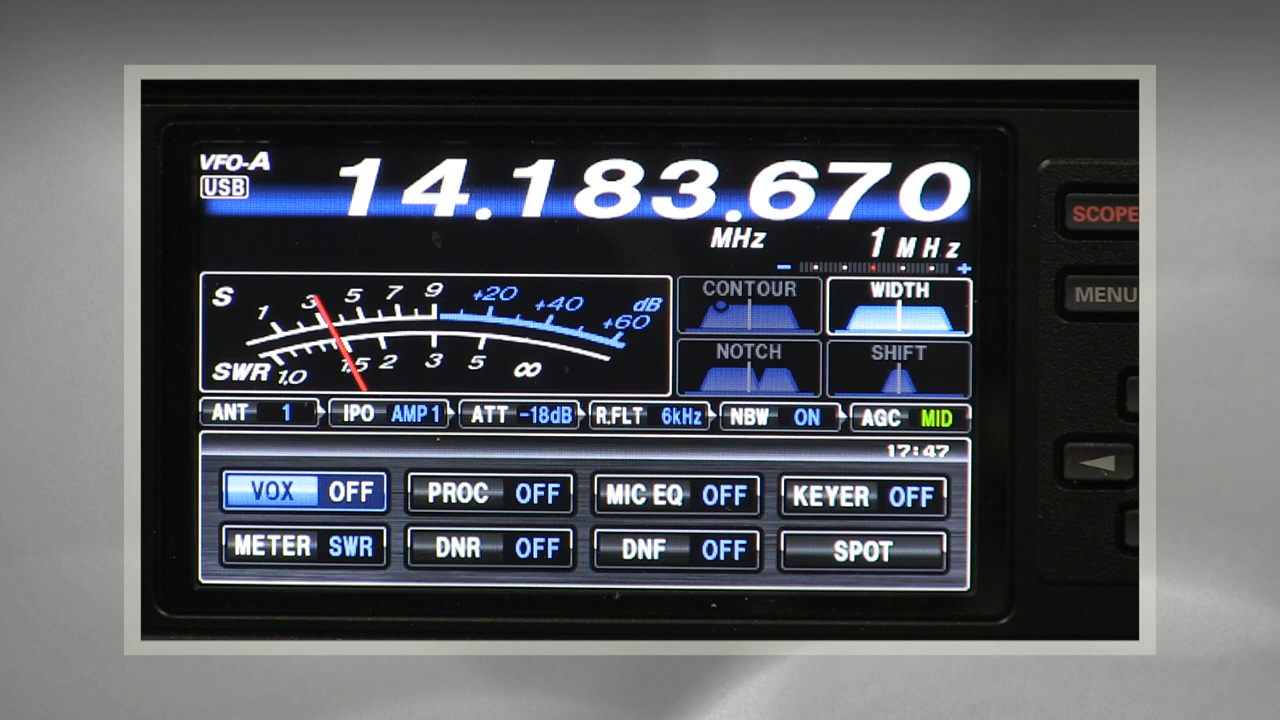 VFO-A
USB
14.183.670
MHz
1 MHz
- +
S 1 3 5 7 9 +20 +40 +60 dB
SWR 1.0 1.5 2 3 5 ∞
CONTOUR WIDTH
NOTCH SHIFT
ANT 1 IPO AMP 1 ATT -18dB R.FLT 6kHz NBW ON AGC MID
17:47
VOX OFF PROC OFF MIC EQ OFF KEYER OFF
METER SWR DNR OFF DNF OFF SPOT
SCOPE
MENU